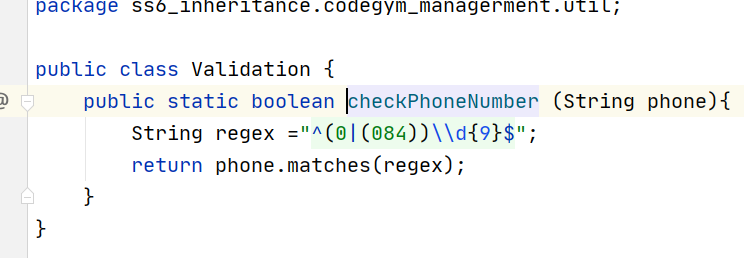 package ss6_inheritance.codegym_managerment.util;
public class Validation {
@ public static boolean checkPhoneNumber (String phone){
String regex ="^(0|(084))\\d{9}$";
return phone.matches(regex);
}
}